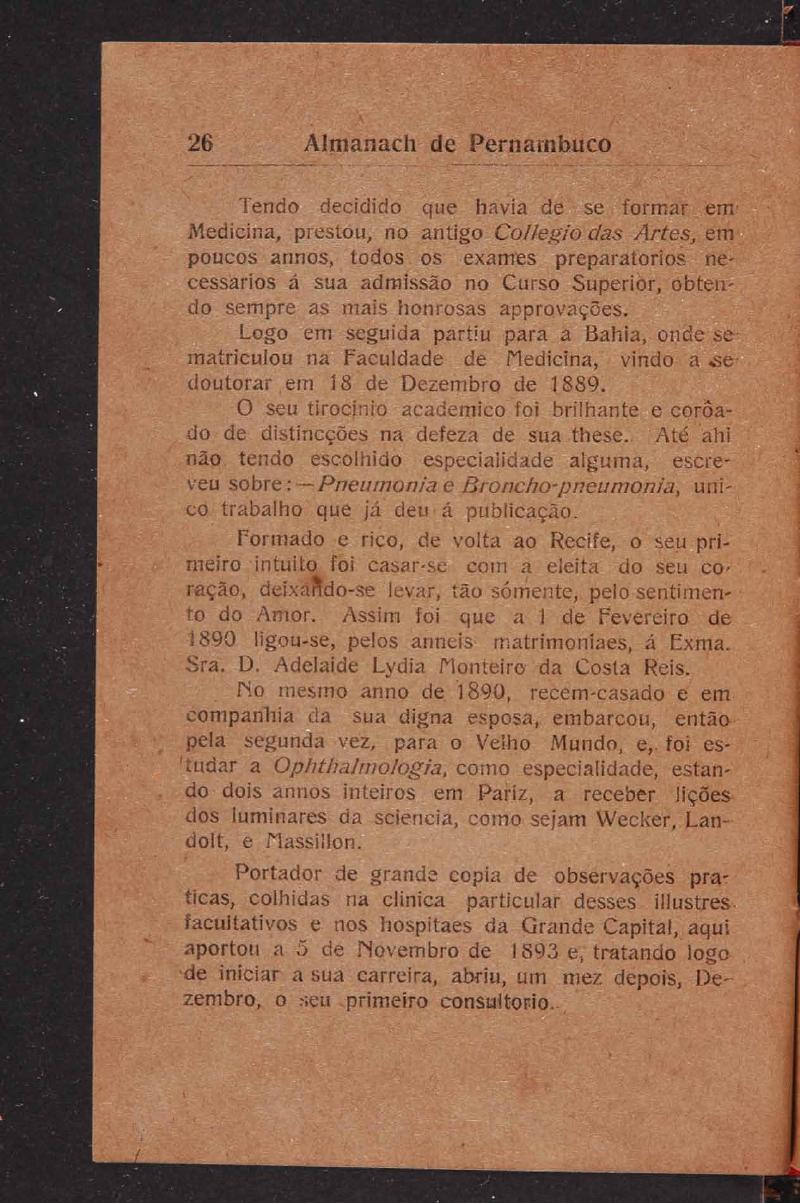 26 Almanach de Pernambuco
Tendo decidido que havia de se formar em
Medicina, prestou, no antigo Collegio das Artes, em
poucos annos, todos os exames preparatorios ne-
cessarios á sua admissão no Curso Superior, obten-
do sempre as mais honrosas approvações.
Logo em seguida partiu para a Bahia, onde se
matriculou na Faculdade de Medicina, vindo a se
doutorar em 18 de Dezembro de 1889.
O seu tirocinio academico foi brilhante e corôa-
do de distincções na defeza de sua these. Até ahi
não tendo escolhido especialidade alguma, escre-
veu sobre: — Pneumonia e Broncho-pneumonia, uni-
co trabalho que já deu á publicação.
Formado e rico, de volta ao Recife, o seu pri-
meiro intuito foi casar-se com a eleita do seu co-
ração, deixando-se levar, tão sómente, pelo sentimen-
to do Amor. Assim foi que a 1 de Fevereiro de
1890 ligou-se, pelos anneis matrimoniaes, á Exma.
Sra. D. Adelaide Lydia Monteiro da Costa Reis.
No mesmo anno de 1890, recem-casado e em
companhia da sua digna esposa, embarcou, então
pela segunda vez, para o Velho Mundo, e, foi es-
tudar a Ophthalmologia, como especialidade, estan-
do dois annos inteiros em Pariz, a receber lições
dos luminares da sciencia, como sejam Wecker, Lan-
dolt, e Massillon.
Portador de grande copia de observações pra-
ticas, colhidas na clinica particular desses illustres
facultativos e nos hospitaes da Grande Capital, aqui
aportou a 5 de Novembro de 1893 e, tratando logo
de iniciar a sua carreira, abriu, um mez depois, De-
zembro, o seu primeiro consultorio.